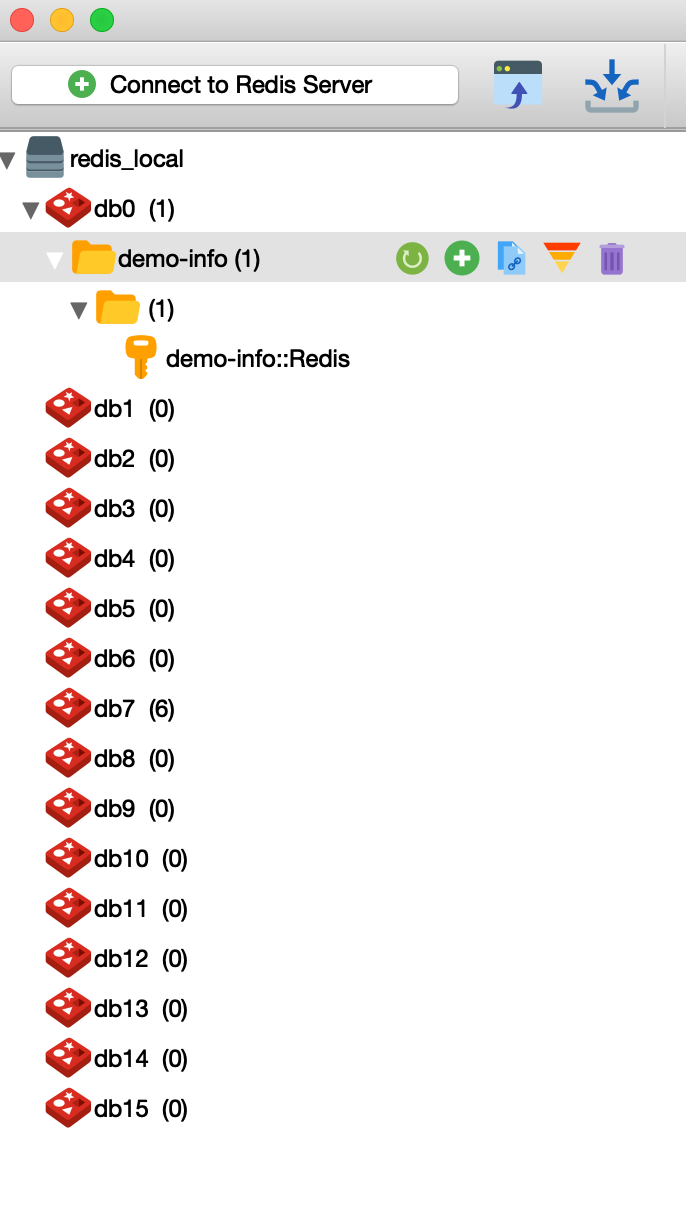 Connect to Redis Server
redis_local
db0 (1)
demo-info (1)
(1)
demo-info::Redis
db1 (0)
db2 (0)
db3 (0)
db4 (0)
db5 (0)
db6 (0)
db7 (6)
db8 (0)
db9 (0)
db10 (0)
db11 (0)
db12 (0)
db13 (0)
db14 (0)
db15 (0)